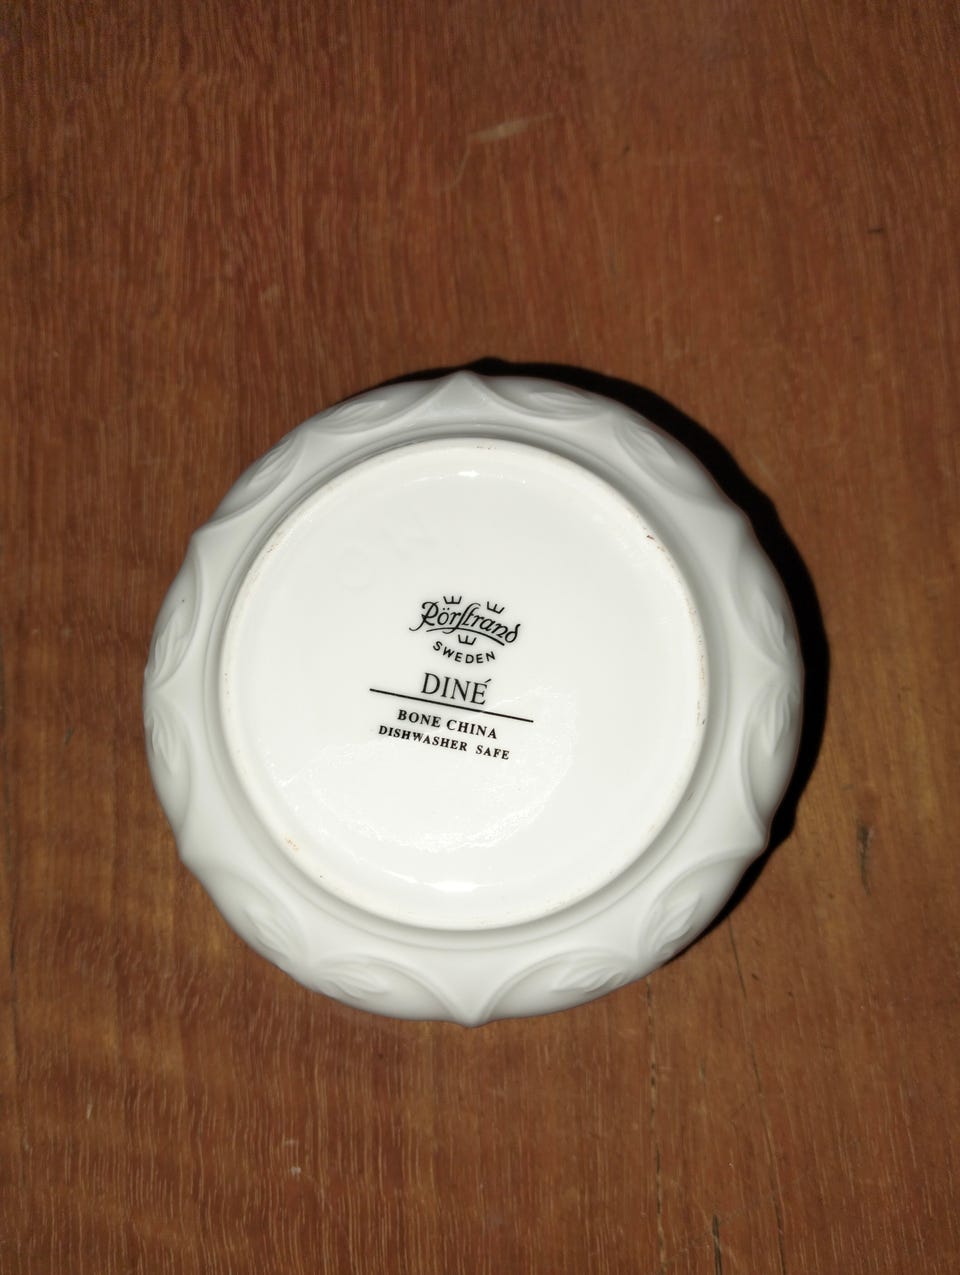 Rörstrand
SWEDEN
DINÉ
BONE CHINA
DISHWASHER SAFE